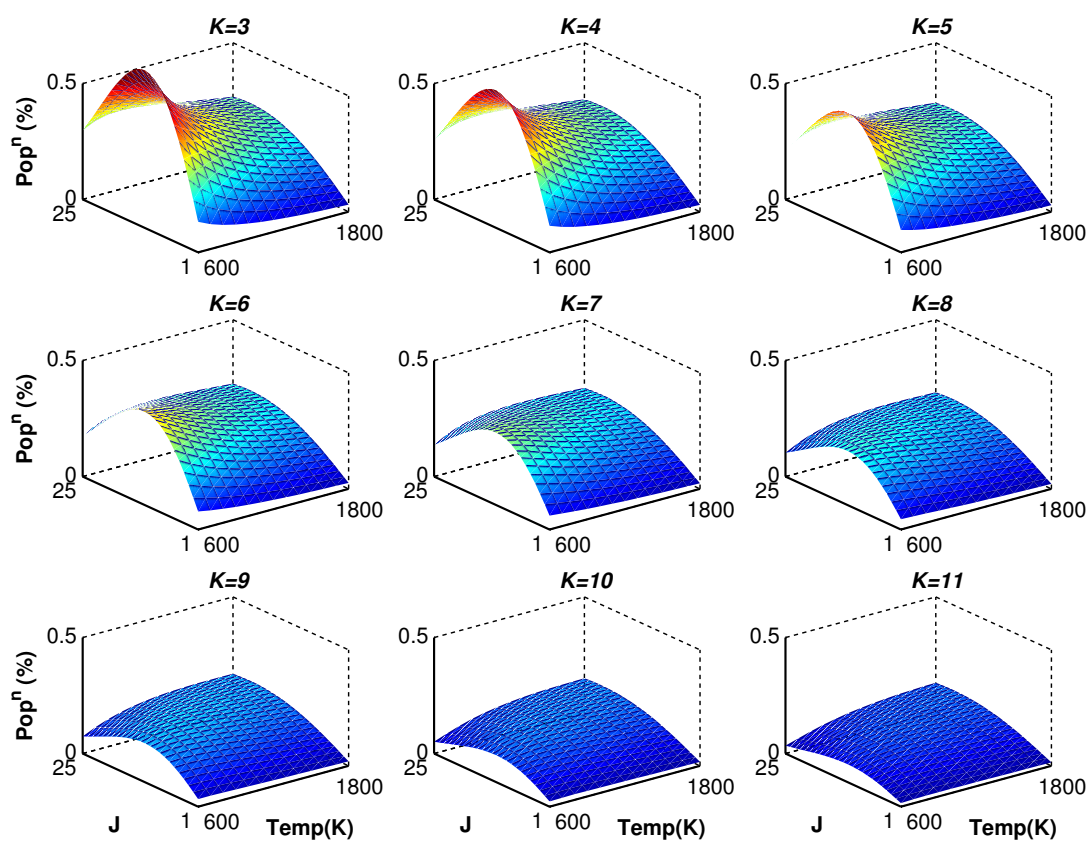 K=3 K=4 K=5
0.5 0.5 0.5
Popⁿ (%)
0 0 0
25 25 25
1800 1800 1800
1 600 1 600 1 600
K=6 K=7 K=8
0.5 0.5 0.5
Popⁿ (%)
0 0 0
25 25 25
1800 1800 1800
1 600 1 600 1 600
K=9 K=10 K=11
0.5 0.5 0.5
Popⁿ (%)
0 0 0
25 25 25
1800 1800 1800
J 1 600 Temp(K) J 1 600 Temp(K) J 1 600 Temp(K)